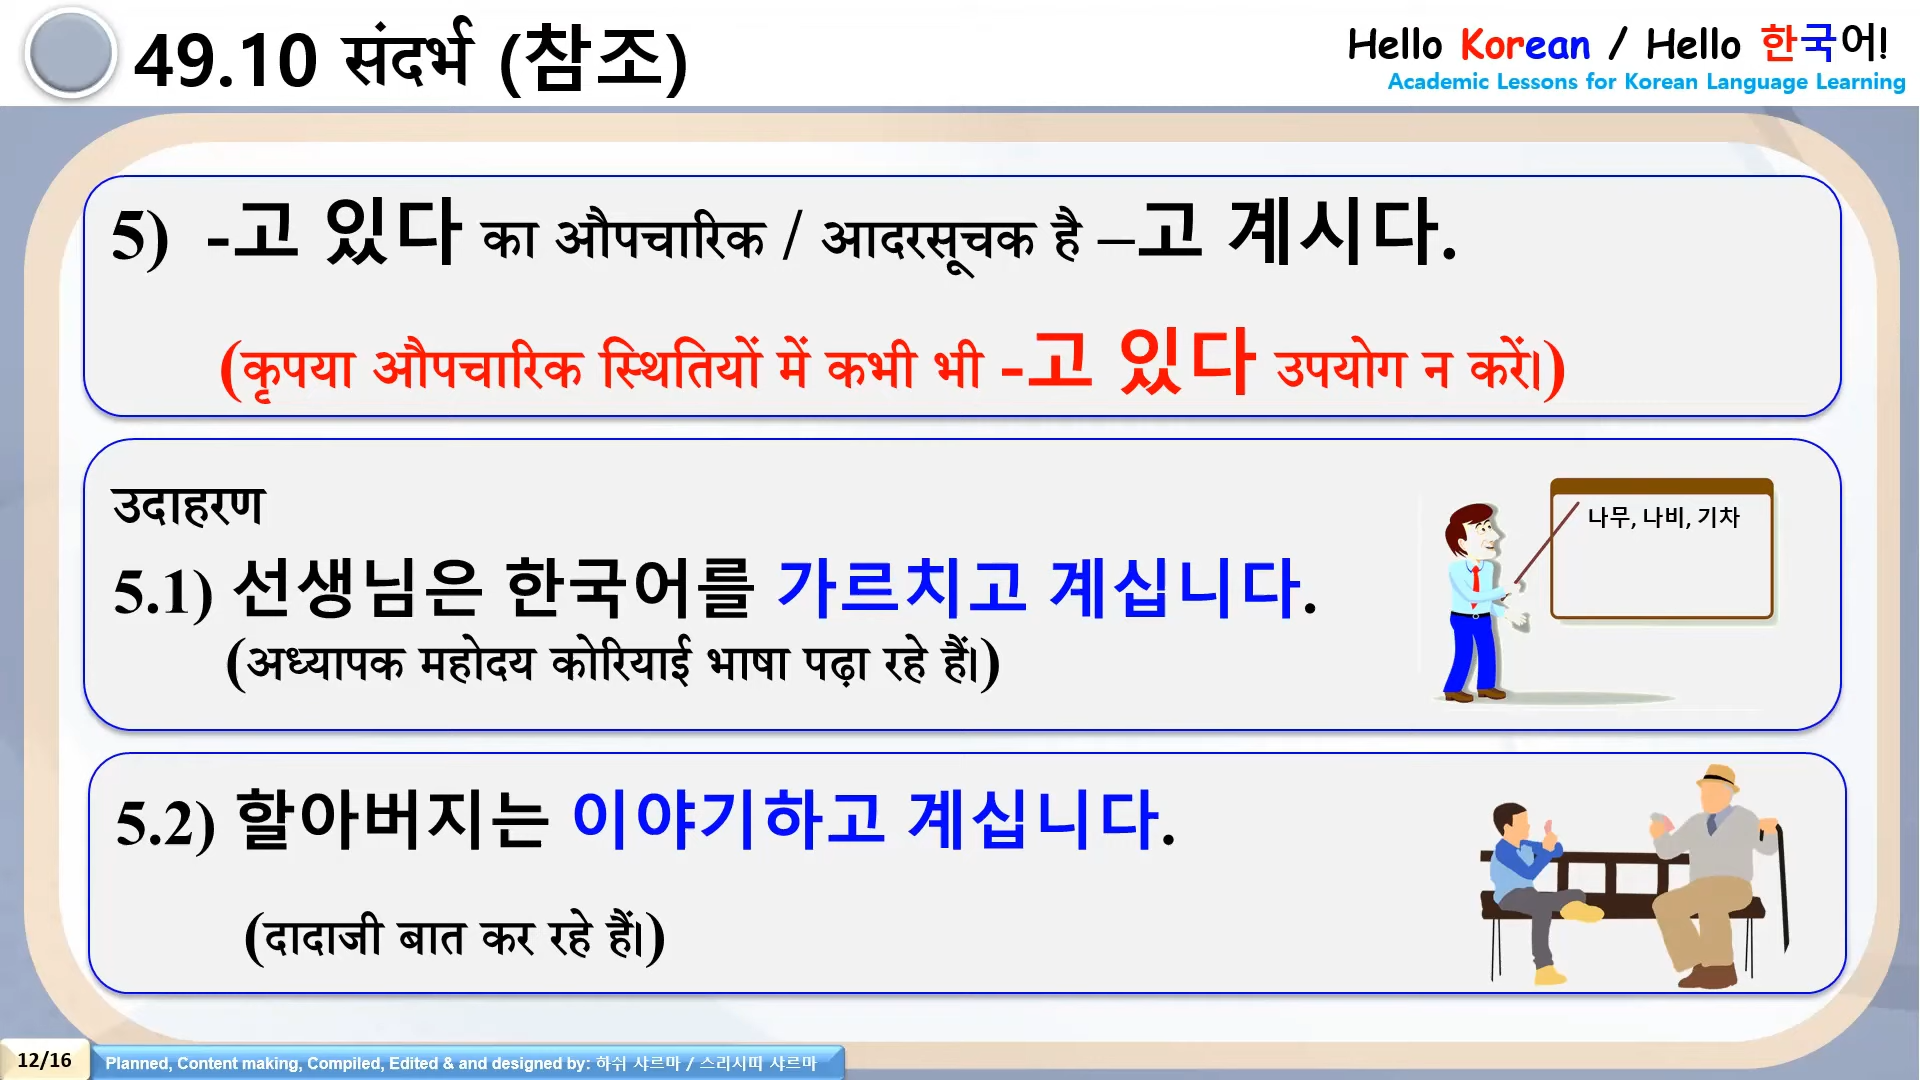 49.10 संदर्भ (참조)
Hello Korean / Hello 한국어!
Academic Lessons for Korean Language Learning
5) -고 있다 का औपचारिक / आदरसूचक है –고 계시다.
(कृपया औपचारिक स्थितियों में कभी भी -고 있다 उपयोग न करें।)
उदाहरण
5.1) 선생님은 한국어를 가르치고 계십니다.
(अध्यापक महोदय कोरियाई भाषा पढ़ा रहे हैं।)
나무, 나비, 기차
5.2) 할아버지는 이야기하고 계십니다.
(दादाजी बात कर रहे हैं।)
12/16
Planned, Content making, Compiled, Edited & and designed by: 하쉬 샤르마 / 스리시띠 샤르마